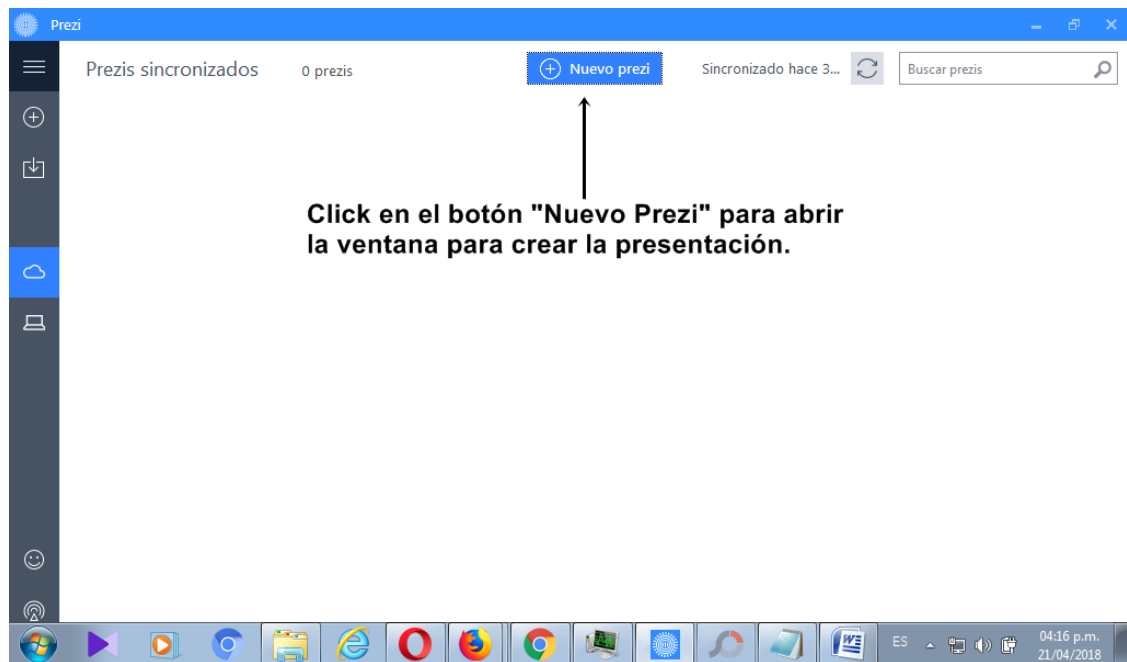 Prezi
Prezis sincronizados 0 prezis Nuevo prezi Sincronizado hace 3... Buscar prezis
Click en el botón "Nuevo Prezi" para abrir
la ventana para crear la presentación.
ES 04:16 p.m.
21/04/2018